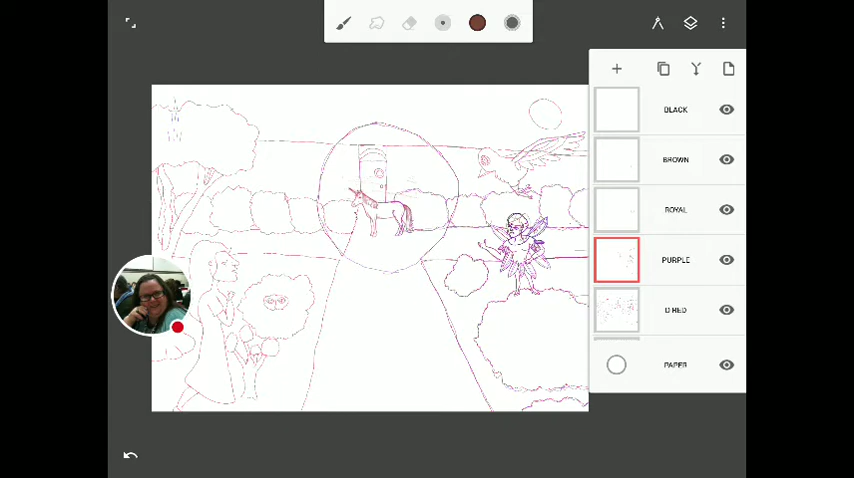 BLACK
BROWN
ROYAL
PURPLE
D RED
PAPER